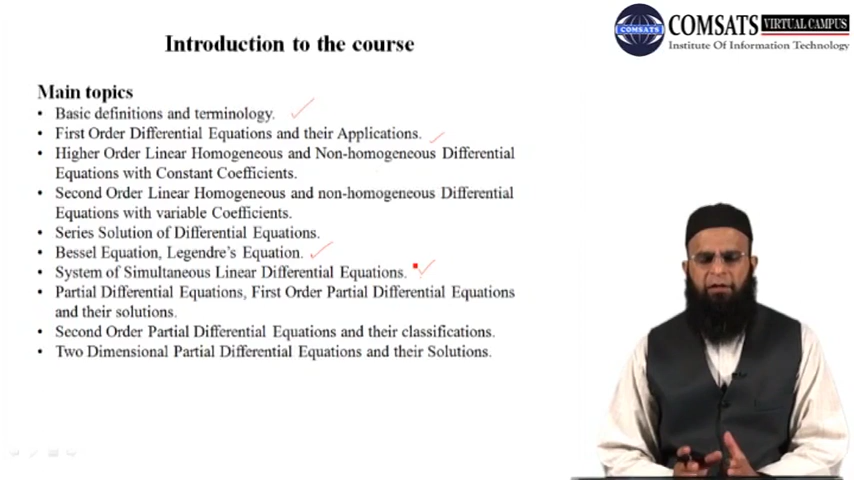 COMSATS
COMSATS VIRTUAL CAMPUS
Institute Of Information Technology
Introduction to the course
Main topics
• Basic definitions and terminology.
• First Order Differential Equations and their Applications.
• Higher Order Linear Homogeneous and Non-homogeneous Differential
Equations with Constant Coefficients.
• Second Order Linear Homogeneous and non-homogeneous Differential
Equations with variable Coefficients.
• Series Solution of Differential Equations.
• Bessel Equation, Legendre's Equation.
• System of Simultaneous Linear Differential Equations.
• Partial Differential Equations, First Order Partial Differential Equations
and their solutions.
• Second Order Partial Differential Equations and their classifications.
• Two Dimensional Partial Differential Equations and their Solutions.